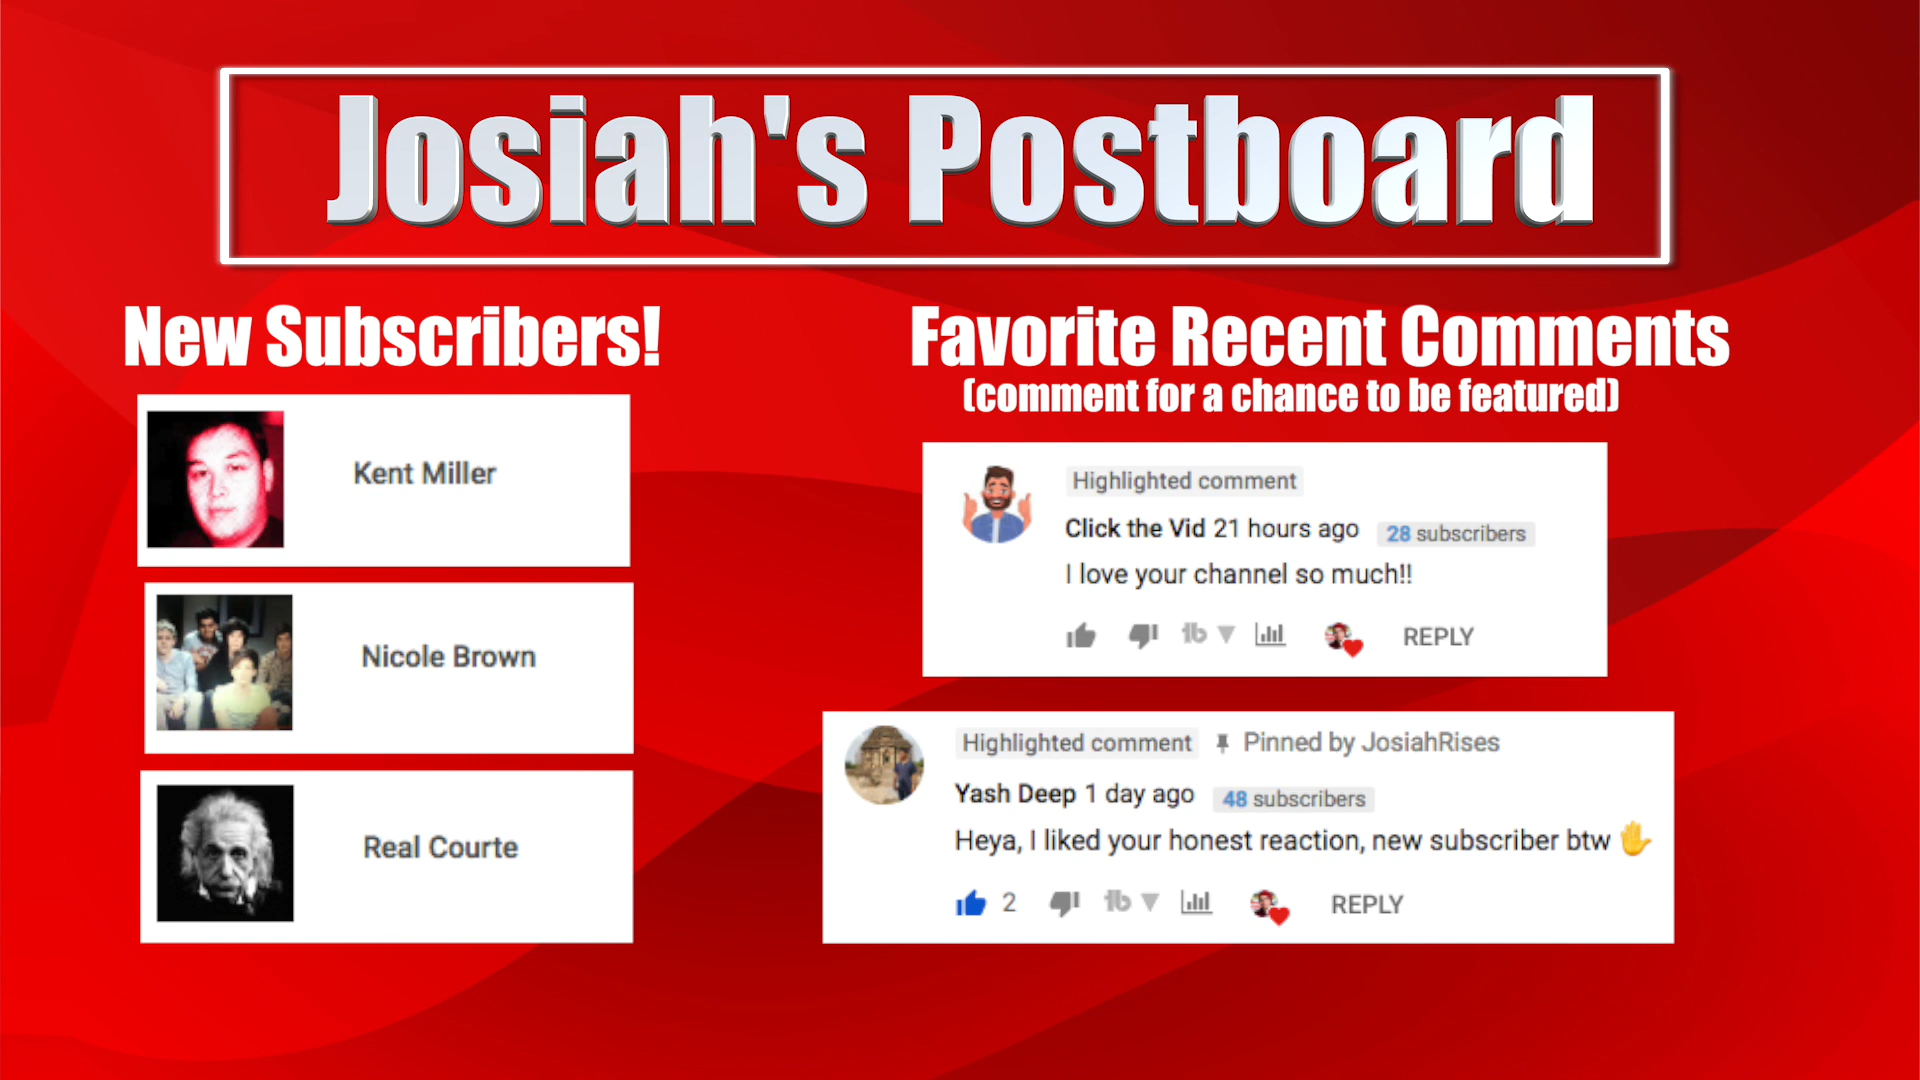 Josiah's Postboard
New Subscribers!
Kent Miller
Nicole Brown
Real Courte
Favorite Recent Comments
(comment for a chance to be featured)
Highlighted comment
Click the Vid 21 hours ago 28 subscribers
I love your channel so much!!
REPLY
Highlighted comment Pinned by JosiahRises
Yash Deep 1 day ago 48 subscribers
Heya, I liked your honest reaction, new subscriber btw ✋
2 REPLY